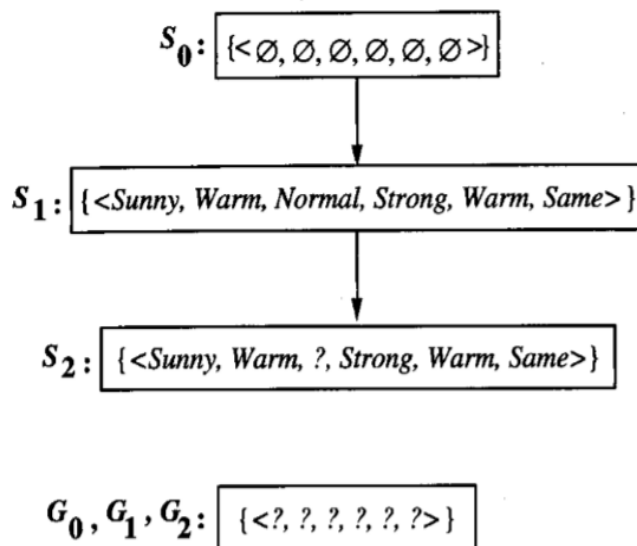 S₀: {<∅, ∅, ∅, ∅, ∅, ∅>}
S₁: {<Sunny, Warm, Normal, Strong, Warm, Same>}
S₂: {<Sunny, Warm, ?, Strong, Warm, Same>}
G₀, G₁, G₂: {<?, ?, ?, ?, ?, ?>}